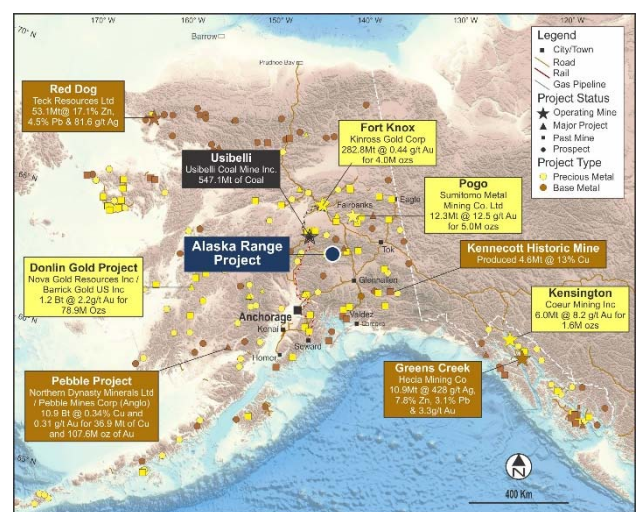 170° W
160° W
150° W
140° W
130° W
120° W
70° N
Barrow
Prudhoe Bay
Legend
City/Town
Road
Rail
Gas Pipeline
Project Status
Operating Mine
Major Project
Past Mine
Prospect
Project Type
Precious Metal
Base Metal
Red Dog
Teck Resources Ltd
53.1Mt@ 17.1% Zn,
4.5% Pb & 81.6 g/t Ag
Fort Knox
Kinross Gold Corp
282.8Mt @ 0.44 g/t Au
for 4.0M ozs
Usibelli
Usibelli Coal Mine Inc.
547.1Mt of Coal
65° N
Pogo
Sumitomo Metal
Mining Co. Ltd
12.3Mt @ 12.5 g/t Au
for 5.0M ozs
Fairbanks
Eagle
Alaska Range
Project
Tok
Kennecott Historic Mine
Produced 4.6Mt @ 13% Cu
Donlin Gold Project
Nova Gold Resources Inc /
Barrick Gold US Inc
1.2 Bt @ 2.2g/t Au for
78.9M Ozs
Glennallen
Kensington
Coeur Mining Inc
6.0Mt @ 8.2 g/t Au for
1.6M ozs
60° N
Anchorage
Valdez
Kenai
Seward
Homer
Pebble Project
Northern Dynasty Minerals Ltd
/ Pebble Mines Corp (Anglo)
10.9 Bt @ 0.34% Cu and
0.31 g/t Au for 36.9 Mt of Cu
and 107.6M oz of Au
Greens Creek
Hecla Mining Co
10.9Mt @ 428 g/t Ag,
7.8% Zn, 3.1% Pb
& 3.3g/t Au
55° N
N
400 Km